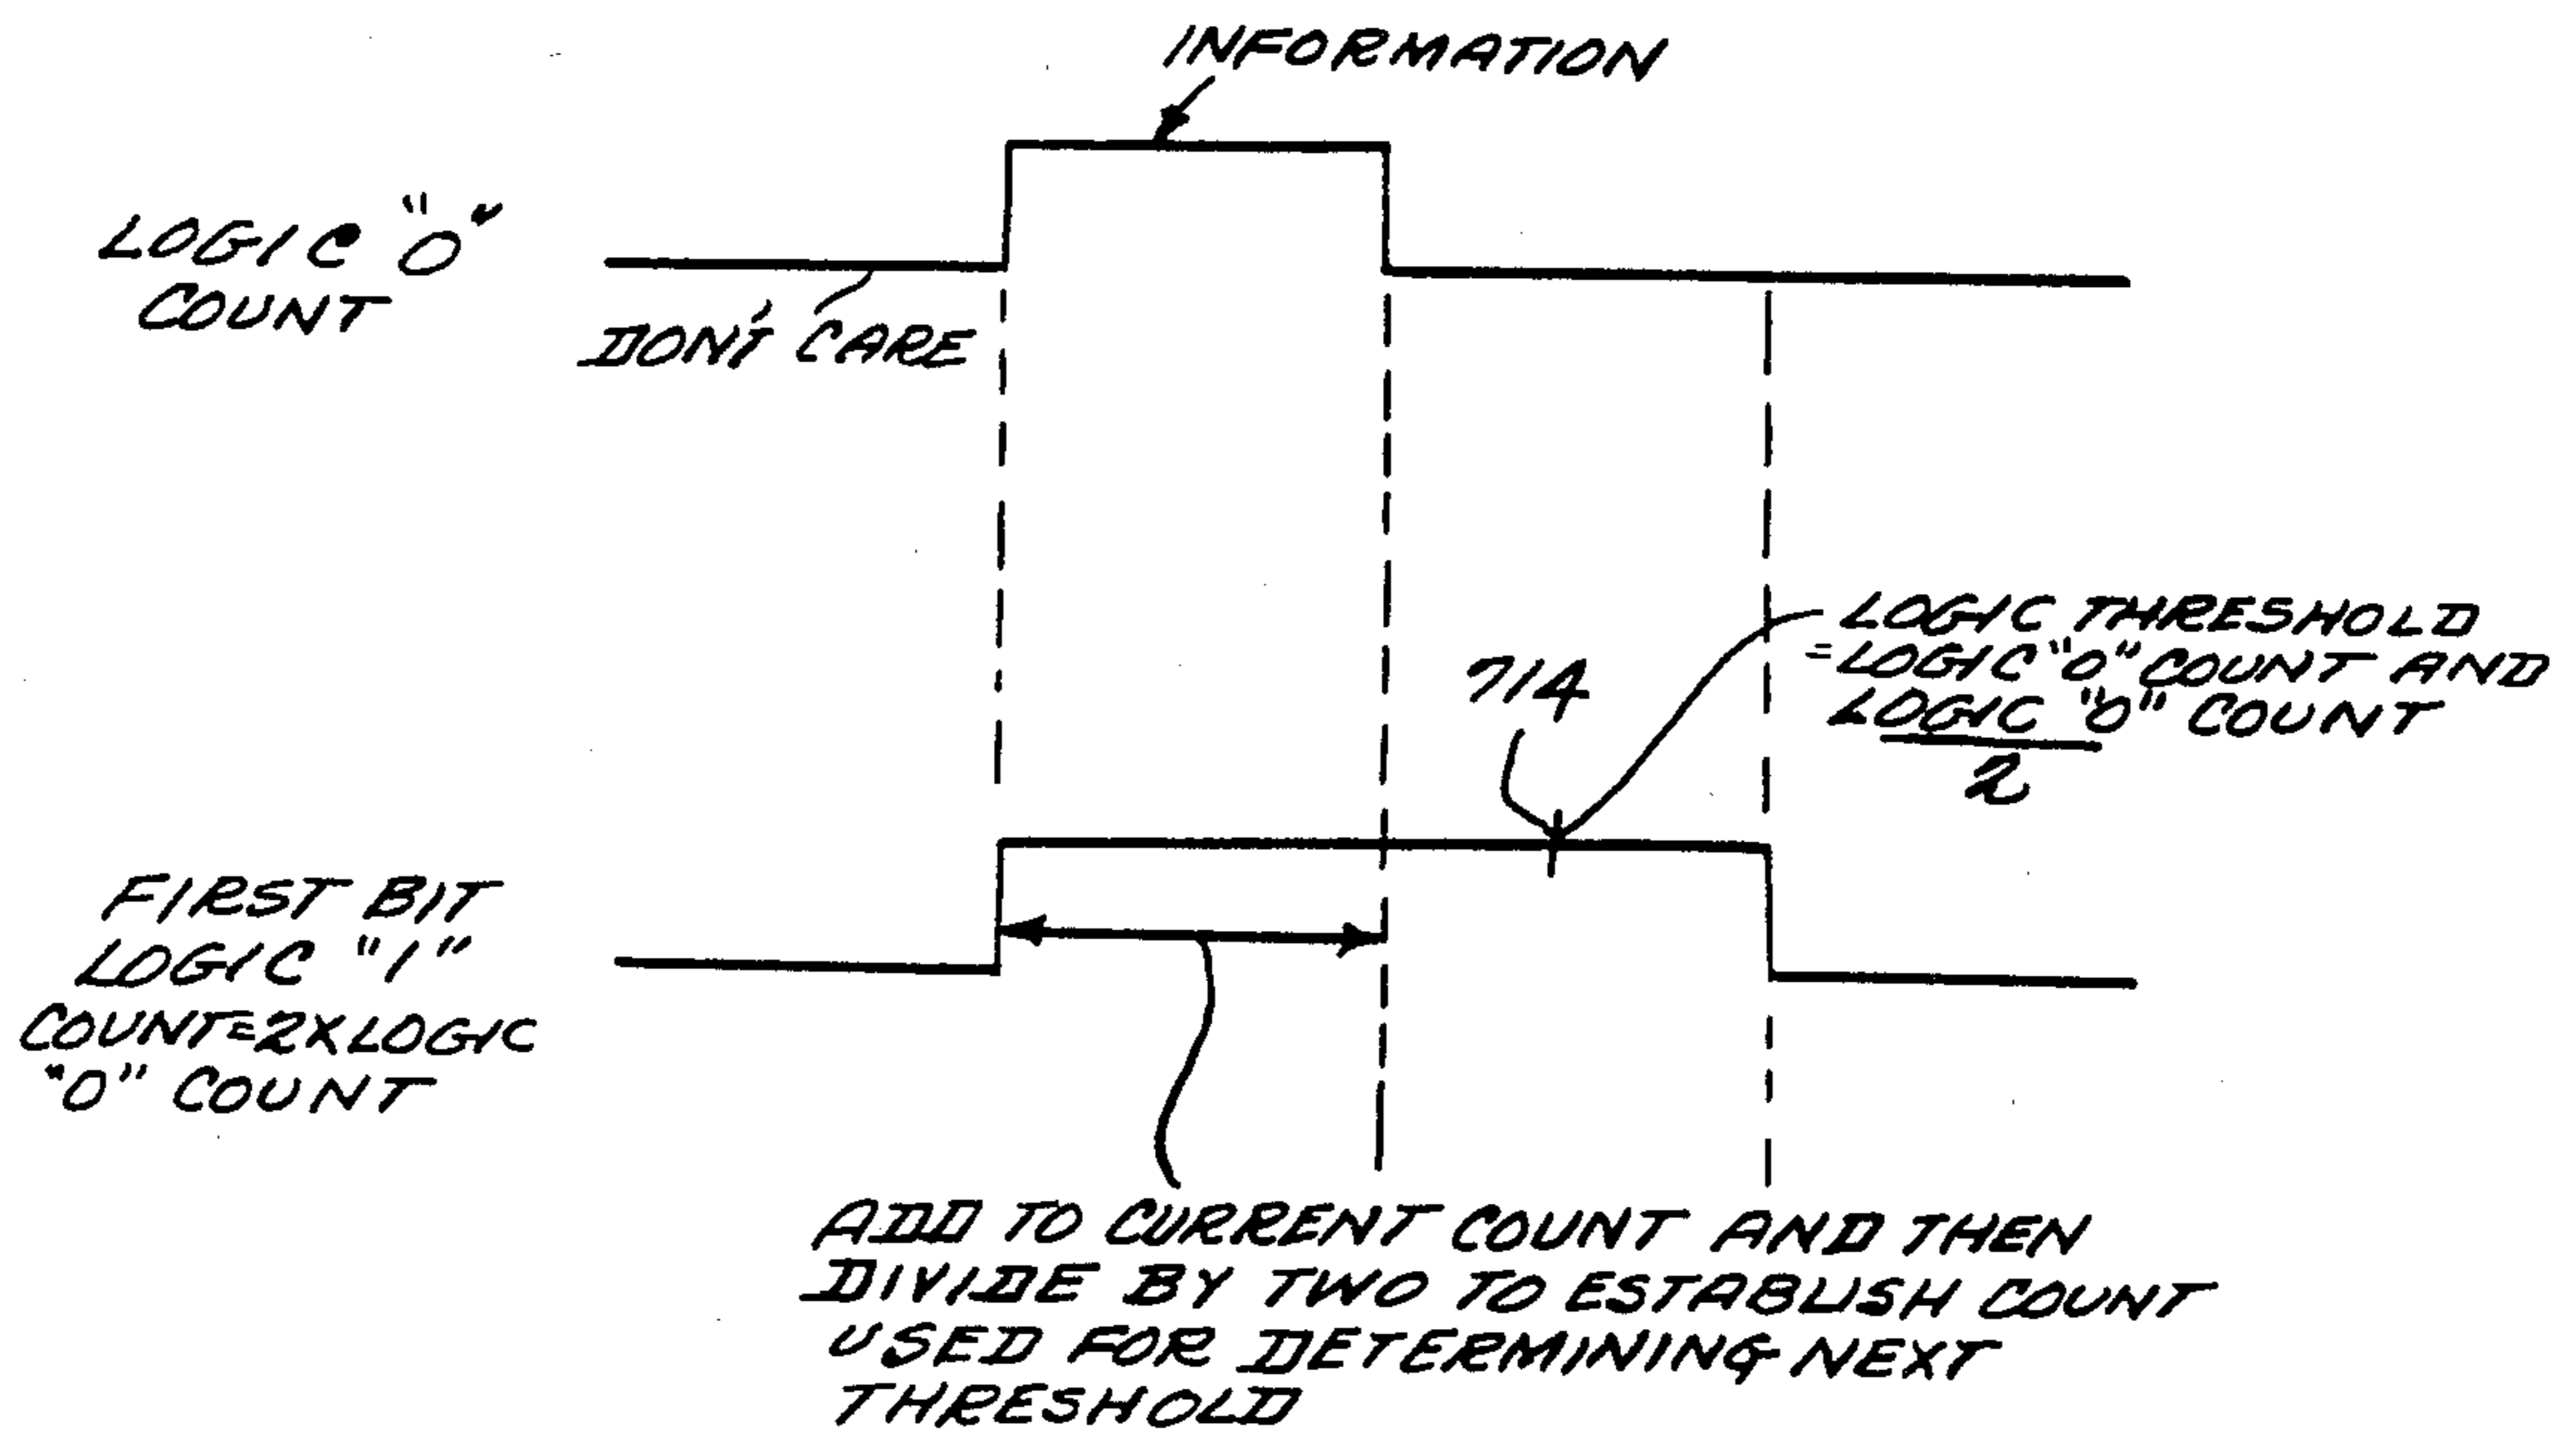 INFORMATION
LOGIC "0"
COUNT
DON'T CARE
LOGIC THRESHOLD
=LOGIC "0" COUNT AND
LOGIC "0" COUNT
2
714
FIRST BIT
LOGIC "1"
COUNT=2XLOGIC
"0" COUNT
ADD TO CURRENT COUNT AND THEN
DIVIDE BY TWO TO ESTABLISH COUNT
USED FOR DETERMINING NEXT
THRESHOLD